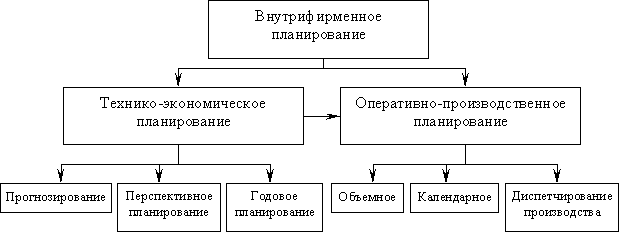 Внутрифирменное
планирование
Технико-экономическое
планирование
Оперативно-производственное
планирование
Прогнозирование
Перспективное
планирование
Годовое
планирование
Объемное
Календарное
Диспетчирование
производства